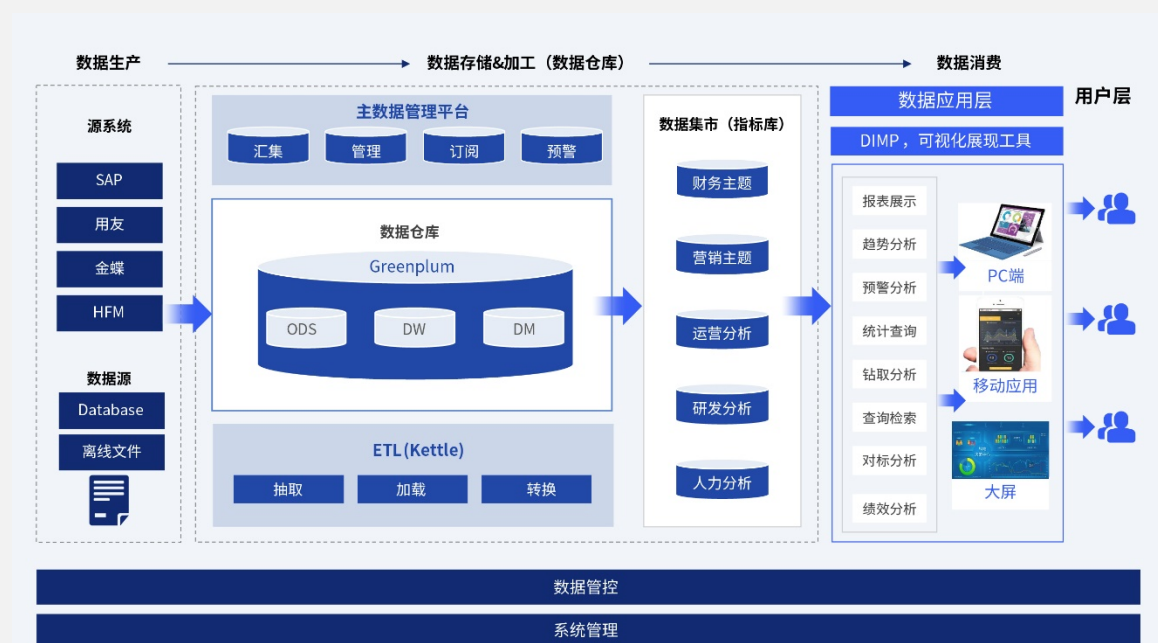 数据生产
数据存储&加工（数据仓库）
数据消费
源系统
SAP
用友
金蝶
HFM
数据源
Database
离线文件
主数据管理平台
汇集
管理
订阅
预警
数据仓库
Greenplum
ODS
DW
DM
ETL(Kettle)
抽取
加载
转换
数据集市（指标库）
财务主题
营销主题
运营分析
研发分析
人力分析
数据应用层
DIMP，可视化展现工具
报表展示
趋势分析
预警分析
统计查询
钻取分析
查询检索
对标分析
绩效分析
PC端
移动应用
大屏
用户层
数据管控
系统管理